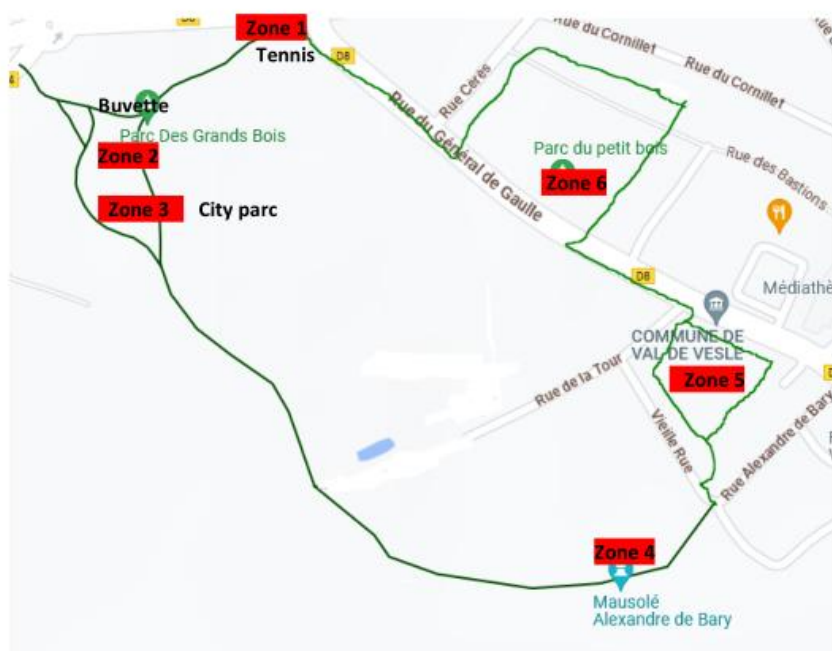 D8
Zone 1
Tennis
D8
Rue du Cornillet
Rue du Cornillet
Rue Cérès
Buvette
Parc Des Grands Bois
Rue du Général de Gaulle
Parc du petit bois
Rue des Bastions
Zone 2
Zone 6
Zone 3
City parc
D8
Médiathè
COMMUNE DE
VAL DE VESLE
Rue de la Tour
Zone 5
Vieille Rue
Rue Alexandre de Bary
Zone 4
Mausolé
Alexandre de Bary